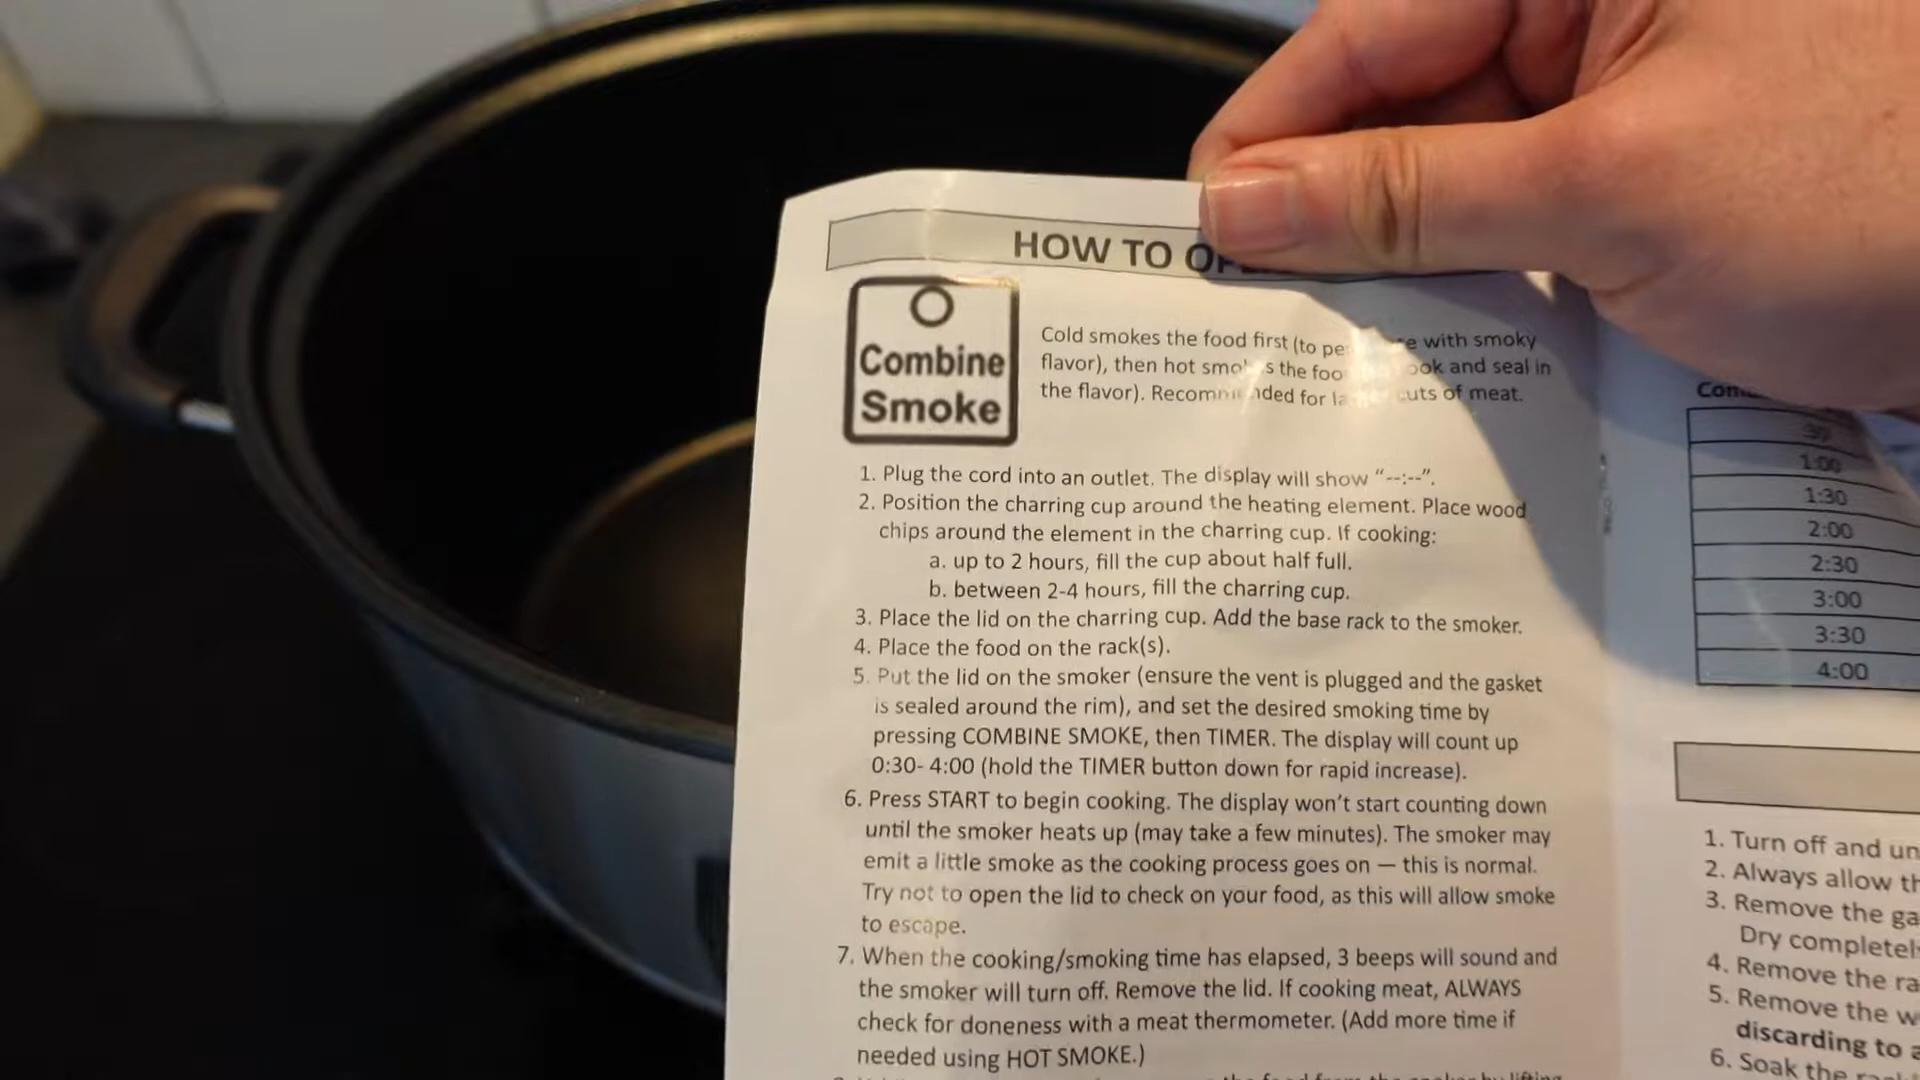 HOW TO
Combine
Smoke
Cold smokes the food first (to with smoky
flavor), then hot the and seal in
the flavor). for of meat.
1. Plug the cord into an outlet. The display will show “--:--”.
2. Position the charring cup around the heating element. Place wood
chips around the element in the charring cup. If cooking:
a. up to 2 hours, fill the cup about half full.
b. between 2-4 hours, fill the charring cup.
3. Place the lid on the charring cup. Add the base rack to the smoker.
4. Place the food on the rack(s).
5. Put the lid on the smoker (ensure the vent is plugged and the gasket
is sealed around the rim), and set the desired smoking time by
pressing COMBINE SMOKE, then TIMER. The display will count up
0:30- 4:00 (hold the TIMER button down for rapid increase).
6. Press START to begin cooking. The display won’t start counting down
until the smoker heats up (may take a few minutes). The smoker may
emit a little smoke as the cooking process goes on — this is normal.
Try not to open the lid to check on your food, as this will allow smoke
to escape.
7. When the cooking/smoking time has elapsed, 3 beeps will sound and
the smoker will turn off. Remove the lid. If cooking meat, ALWAYS
check for doneness with a meat thermometer. (Add more time if
needed using HOT SMOKE.)
1:00
1:30
2:00
2:30
3:00
3:30
4:00
1. Turn off and
2. Always allow
3. Remove the
Dry
4. Remove the
5. Remove the
discarding to
6. Soak the